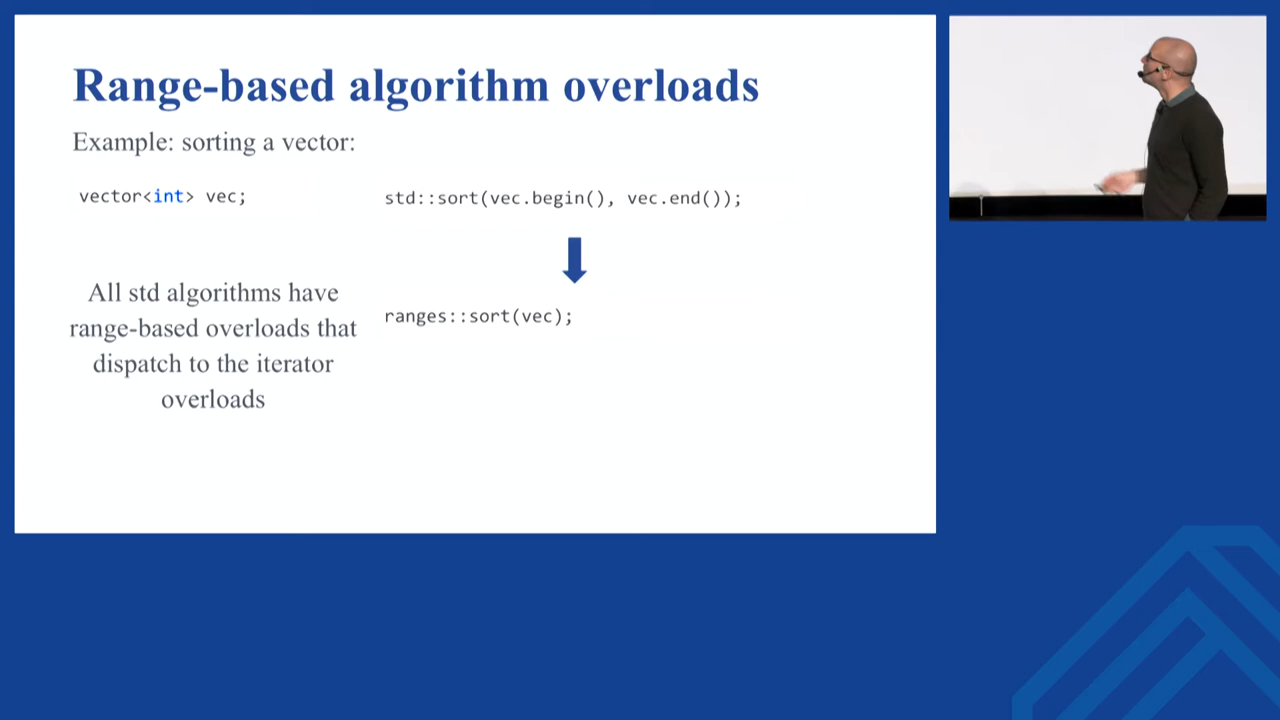 Range-based algorithm overloads
Example: sorting a vector:
vector<int> vec;
std::sort(vec.begin(), vec.end());
All std algorithms have
range-based overloads that
dispatch to the iterator
overloads
ranges::sort(vec);